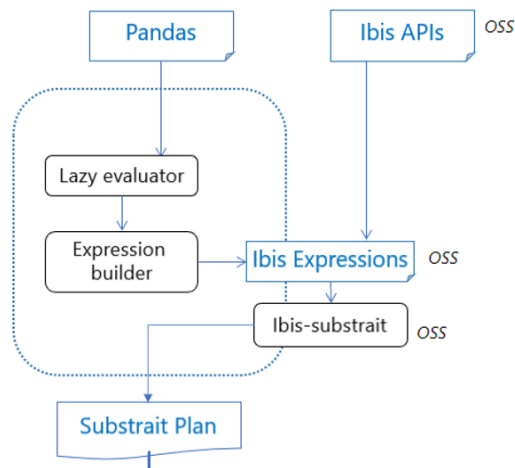 Pandas
Ibis APIs
OSS
Lazy evaluator
Expression
builder
Ibis Expressions
OSS
Ibis-substrait
OSS
Substrait Plan